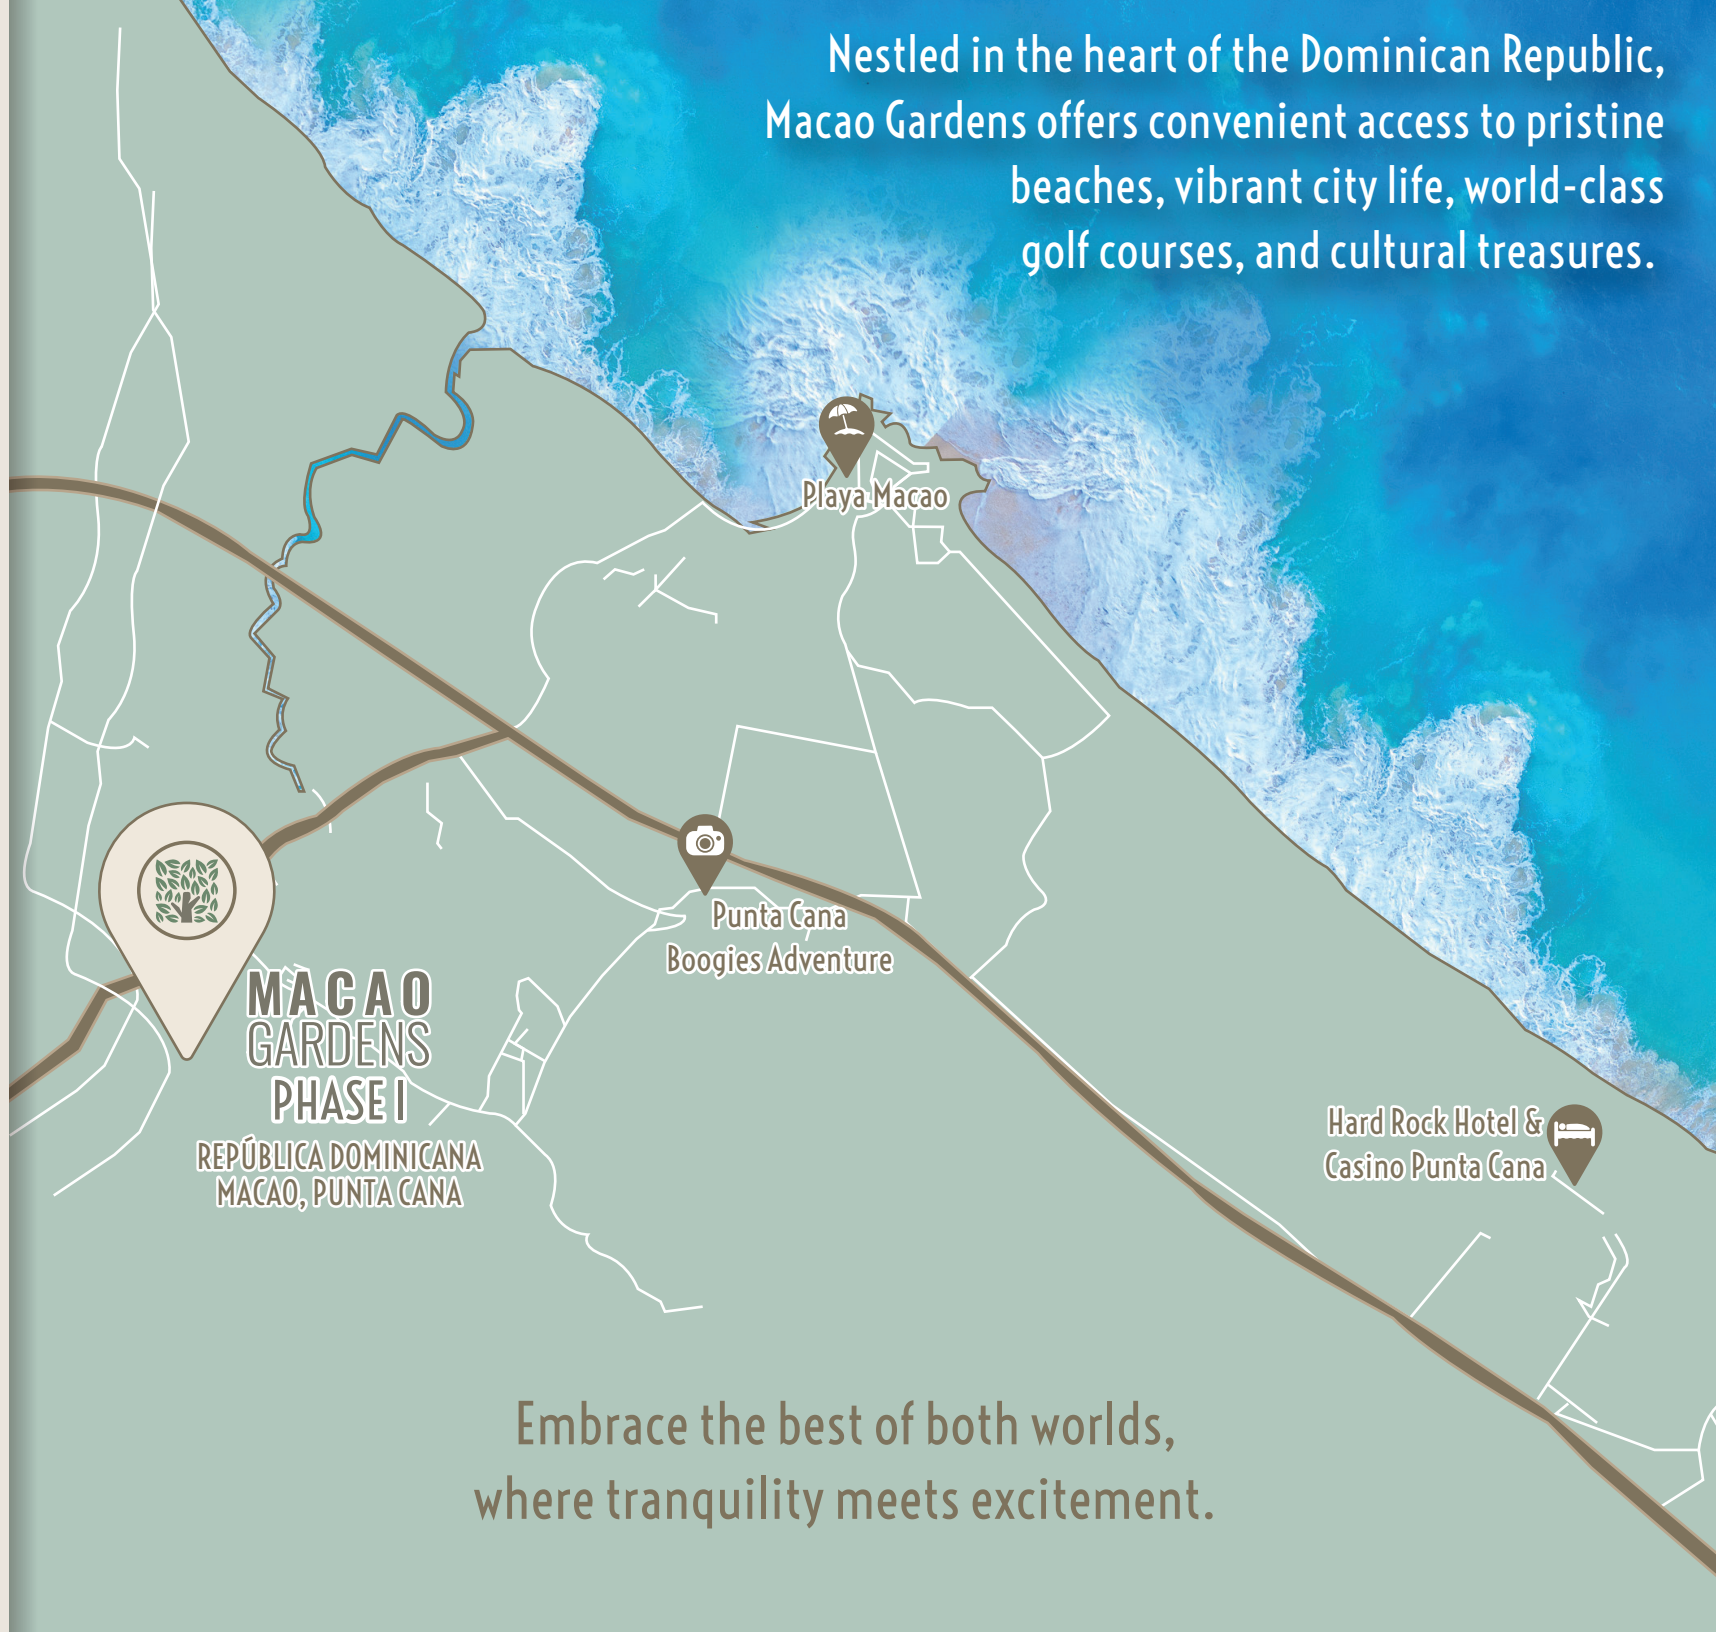 Nestled in the heart of the Dominican Republic,
Macao Gardens offers convenient access to pristine
beaches, vibrant city life, world-class
golf courses, and cultural treasures.
Playa Macao
Punta Cana
Boogies Adventure
MACAO
GARDENS
PHASE I
REPÚBLICA DOMINICANA
MACAO, PUNTA CANA
Hard Rock Hotel &
Casino Punta Cana
Embrace the best of both worlds,
where tranquility meets excitement.